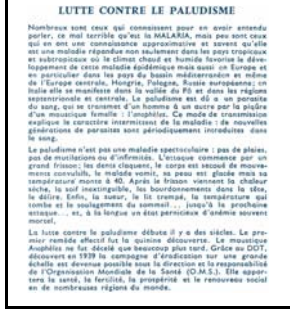 LUTTE CONTRE LE PALUDISME
Nombreux sont ceux qui connaissent pour en avoir entendu
parler, ce mal terrible qu'est la MALARIA, mais peu sont ceux
qui en ont une connaissance approximative et savent qu'elle
est une maladie répandue non seulement dans les pays tropicaux
et subtropicaux où le climat chaud et humide favorise le déve-
loppement de cette maladie épidémique mais aussi en Europe et
en particulier dans les pays du bassin méditerranéen et même
de l'Europe centrale, Hongrie, Pologne, Russie européenne; en
Italie elle se manifeste dans la vallée du Pô et dans les régions
septentrionale et centrale. Le paludisme est dû a un parasite
du sang, qui se transmet d'un homme à un autre par la piqûre
d'un moustique femelle : l'anophèle. Ce mode de transmission
explique le caractère intermittent de la maladie : de nouvelles
générations de parasites sont périodiquement introduites dans
le sang.
Le paludisme n'est pas une maladie spectaculaire : pas de plaies,
pas de mutilations ou d'infirmités. L'attaque commence par un
grand frisson; les dents claquent, le corps est secoué de mouve-
ments convulsifs, le malade vomit, sa peau est glacée mais sa
température monte à 40. Après le frisson viennent la chaleur
sèche, la soif inextinguible, les bourdonnements dans la tête,
le délire. Enfin, la sueur, le lit trempé, la température qui
tombe et le soulagement du sommeil... jusqu'à la prochaine
attaque... et, à la longue un état pernicieux d'anémie souvent
mortel.
La lutte contre le paludisme débute il y a des siècles. Le pre-
mier remède effectif fut la quinine découverte. Le moustique
Anophèles ne fut décelé que beaucoup plus tard. Grâce au DDT,
découvert en 1939 la campagne d'éradication sur une grande
échelle est devenue possible sous la direction et la responsabilité
de l'Organisation Mondiale de la Santé (O.M.S.). Elle appor-
tera la santé, la fertilité, la prospérité et le renouveau social
en de nombreuses régions du monde.